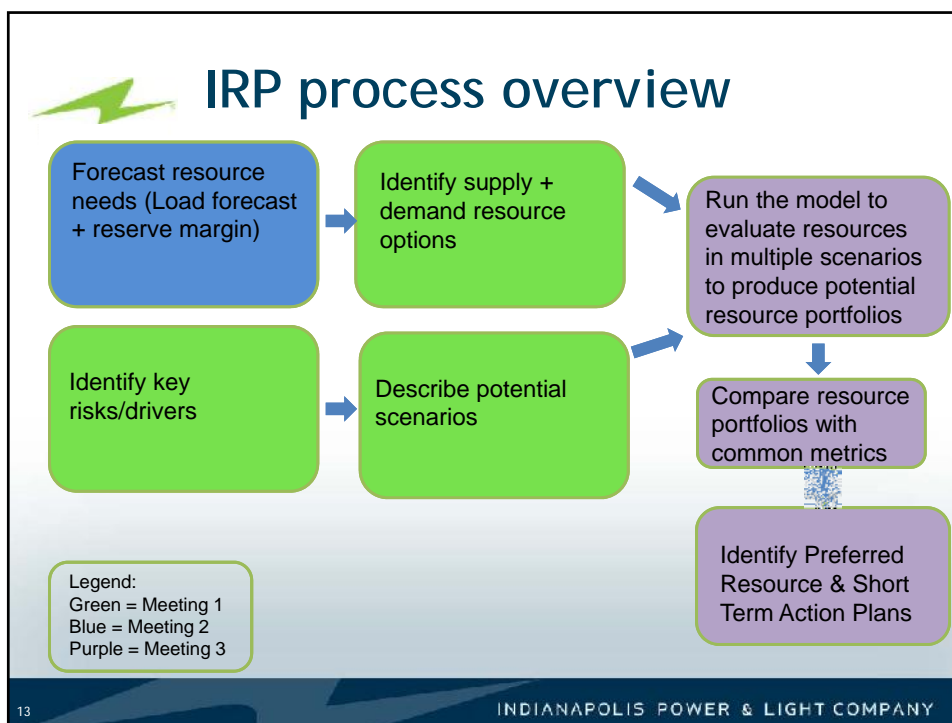 IRP process overview
Forecast resource
needs (Load forecast
+ reserve margin)
Identify supply +
demand resource
options
Run the model to
evaluate resources
in multiple scenarios
to produce potential
resource portfolios
Identify key
risks/drivers
Describe potential
scenarios
Compare resource
portfolios with
common metrics
Identify Preferred
Resource & Short
Term Action Plans
Legend:
Green = Meeting 1
Blue = Meeting 2
Purple = Meeting 3
13
INDIANAPOLIS POWER & LIGHT COMPANY